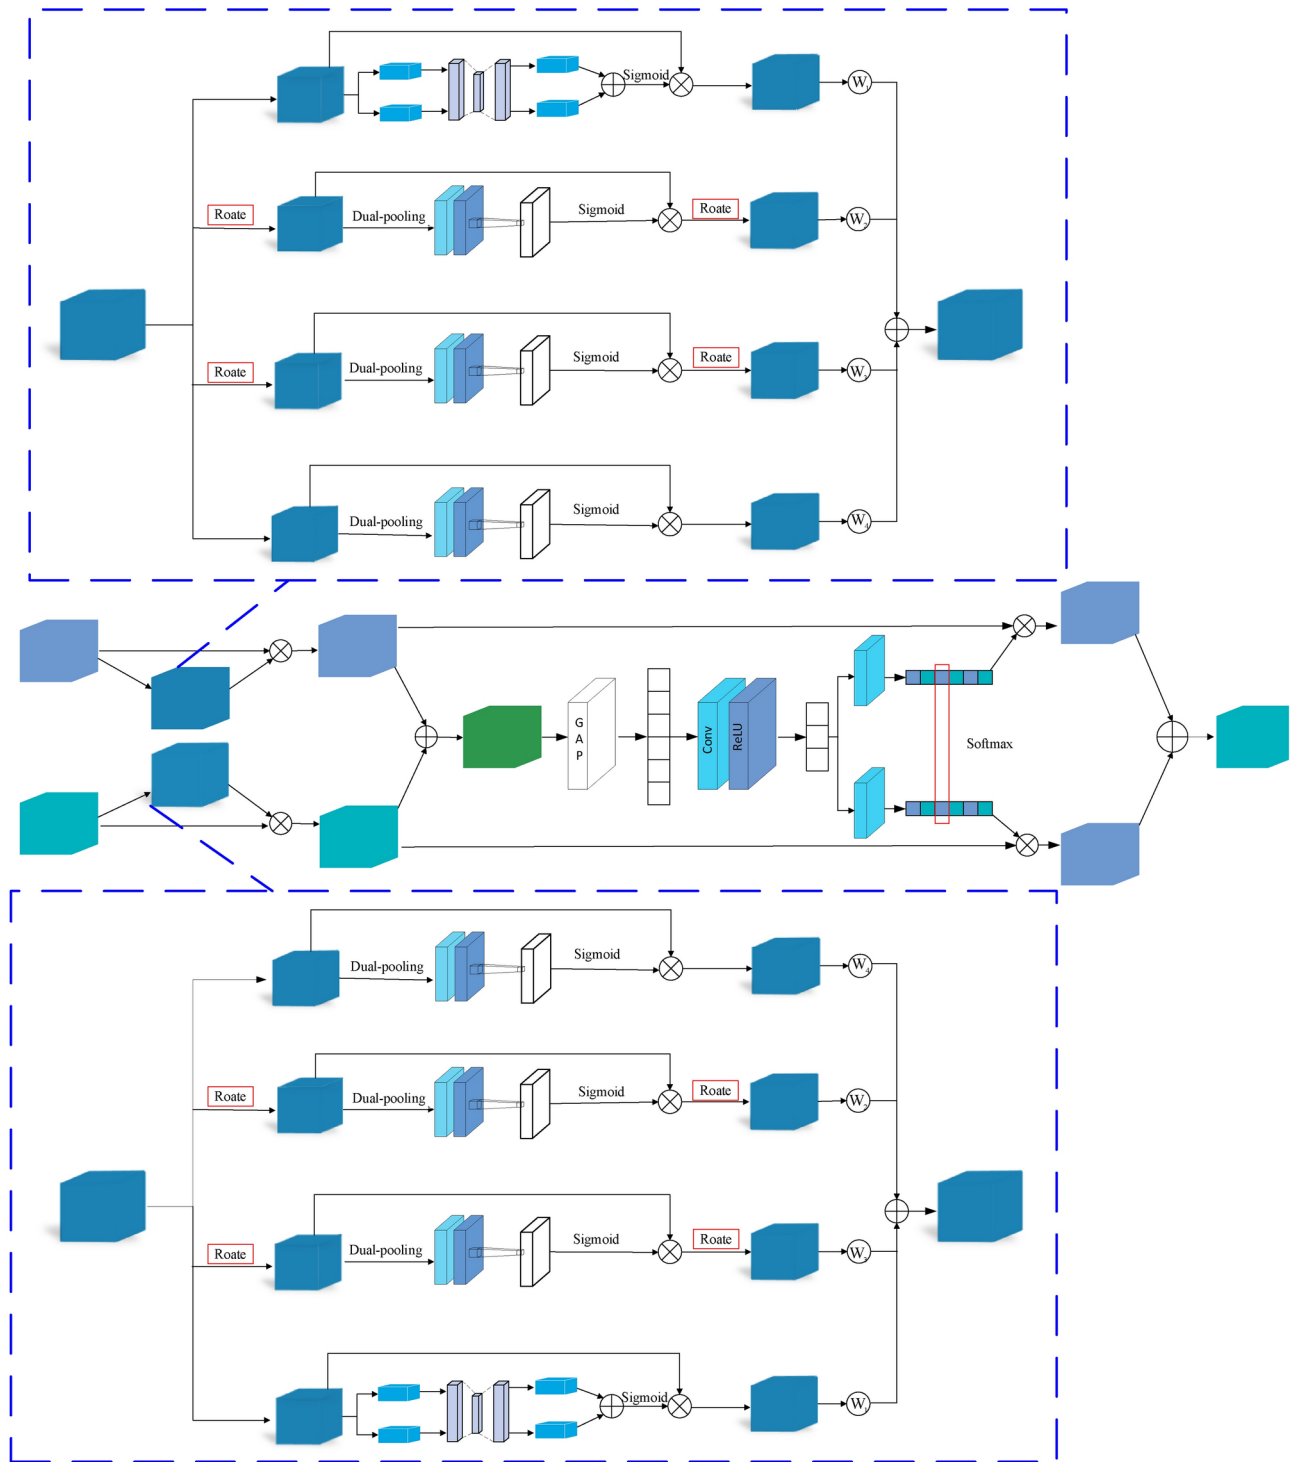 Sigmoid
W₁
Roate
Dual-pooling
Sigmoid
Roate
W₂
Roate
Dual-pooling
Sigmoid
Roate
W₃
Dual-pooling
Sigmoid
W₄
GAP
Conv
ReLU
Softmax
Dual-pooling
Sigmoid
W₄
Roate
Dual-pooling
Sigmoid
Roate
W₂
Roate
Dual-pooling
Sigmoid
Roate
W₃
Sigmoid
W₁